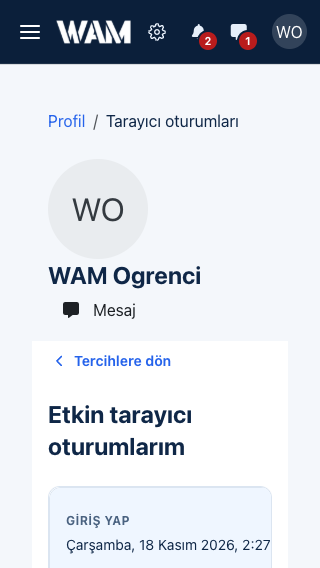 WAM
2
1
WO
Profil / Tarayıcı oturumları
WO
WAM Ogrenci
Mesaj
Tercihlere dön
Etkin tarayıcı
oturumlarım
GİRİŞ YAP
Çarşamba, 18 Kasım 2026, 2:27